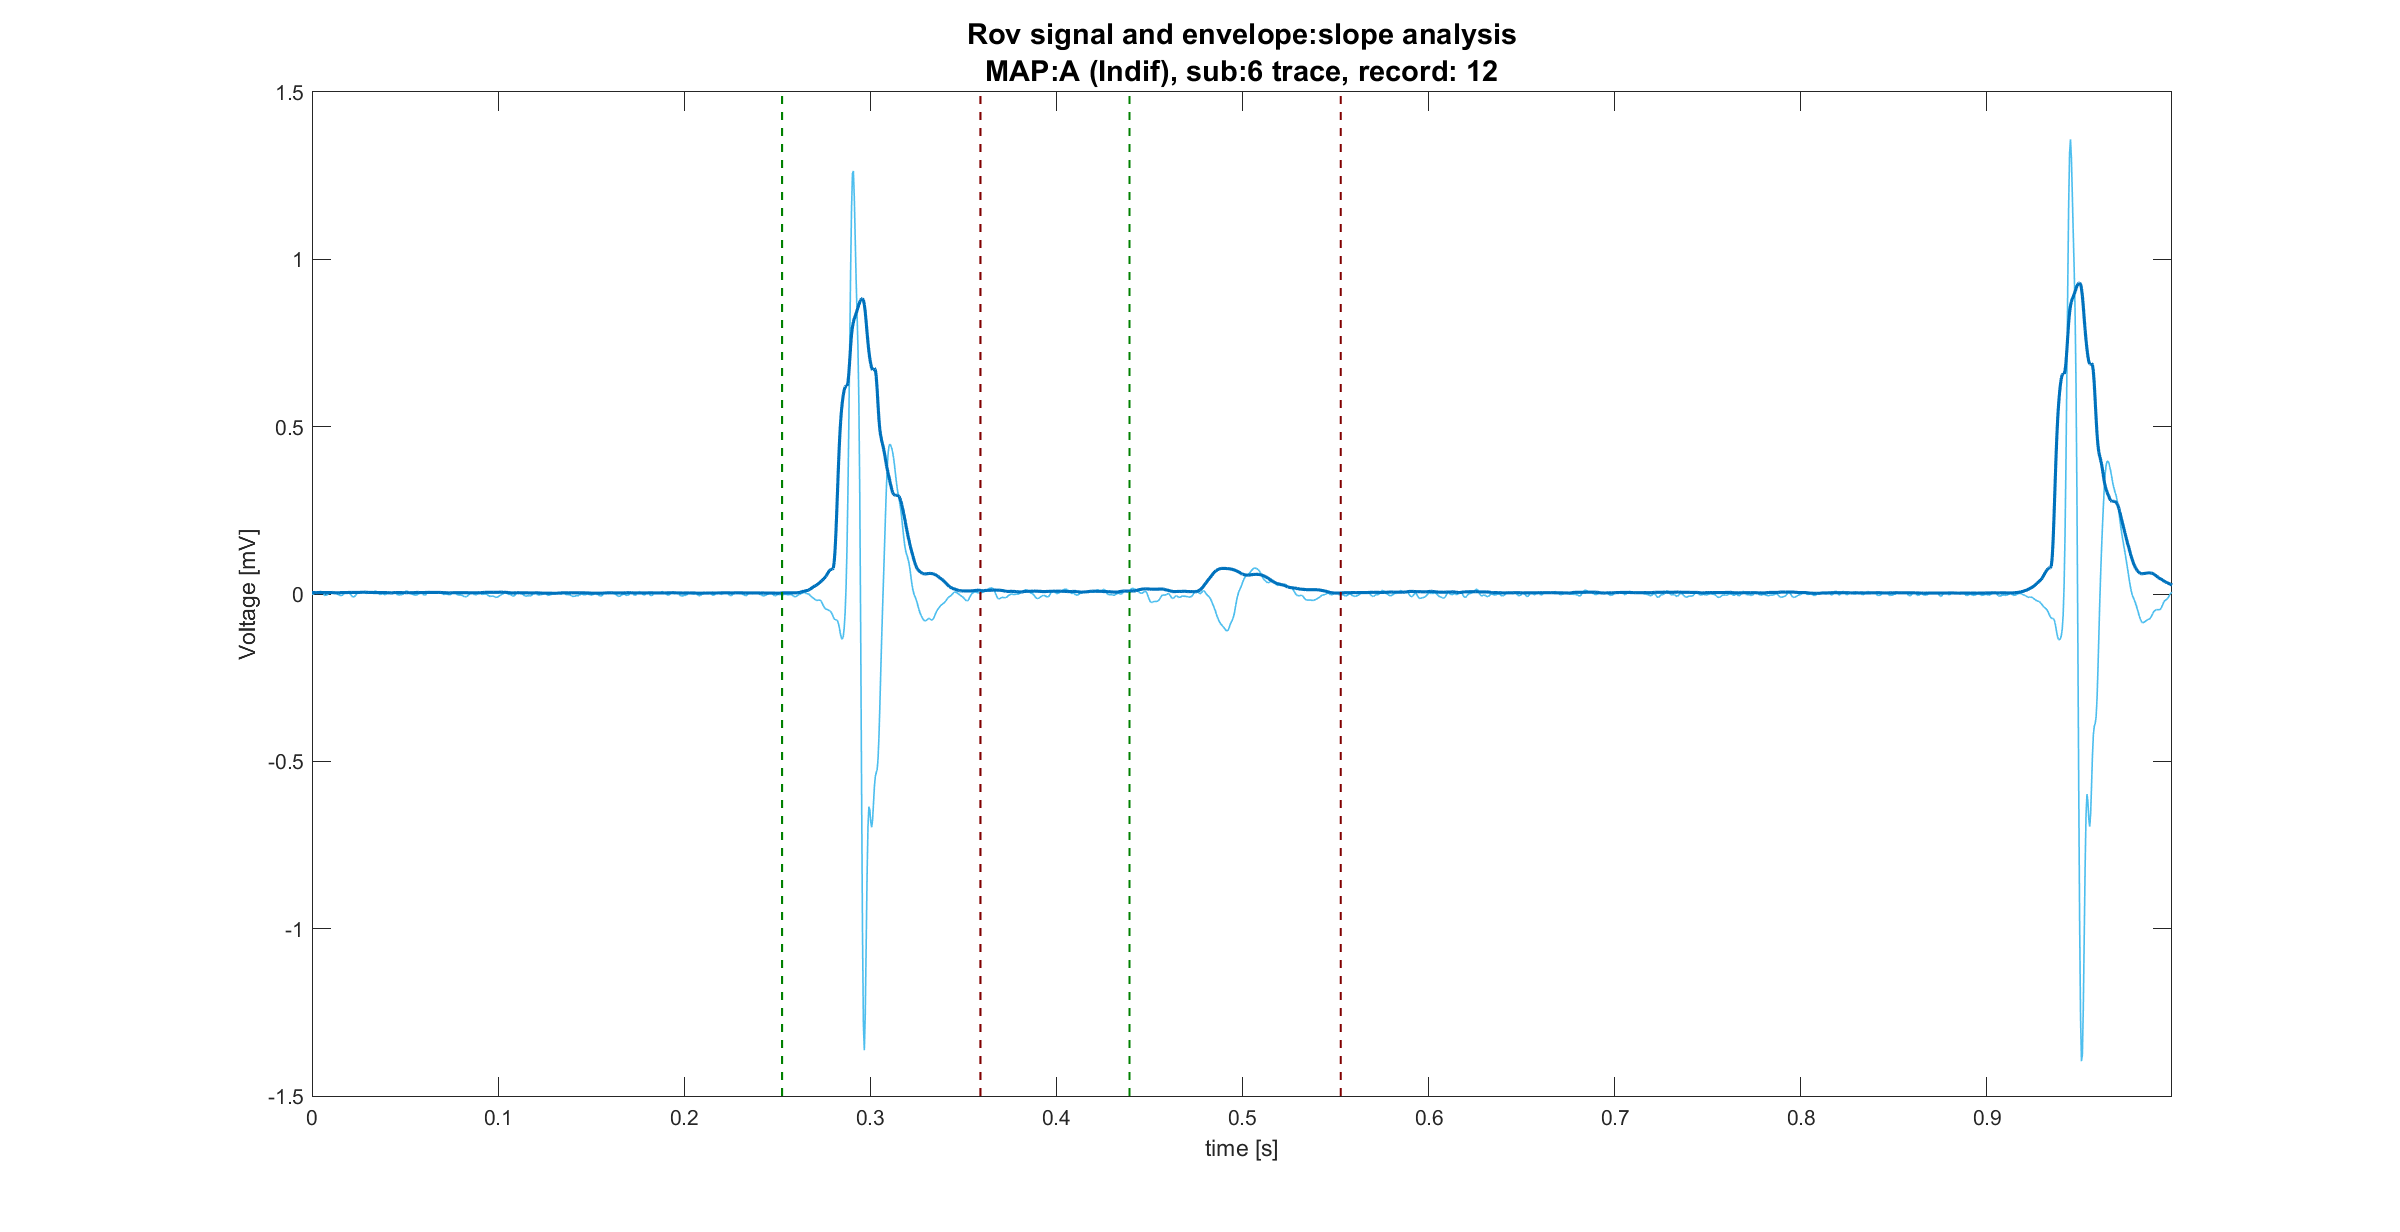 Rov signal and envelope:slope analysis
MAP:A (Indif), sub:6 trace, record: 12
1.5
1
0.5
0
-0.5
-1
-1.5
Voltage [mV]
0 0.1 0.2 0.3 0.4 0.5 0.6 0.7 0.8 0.9
time [s]